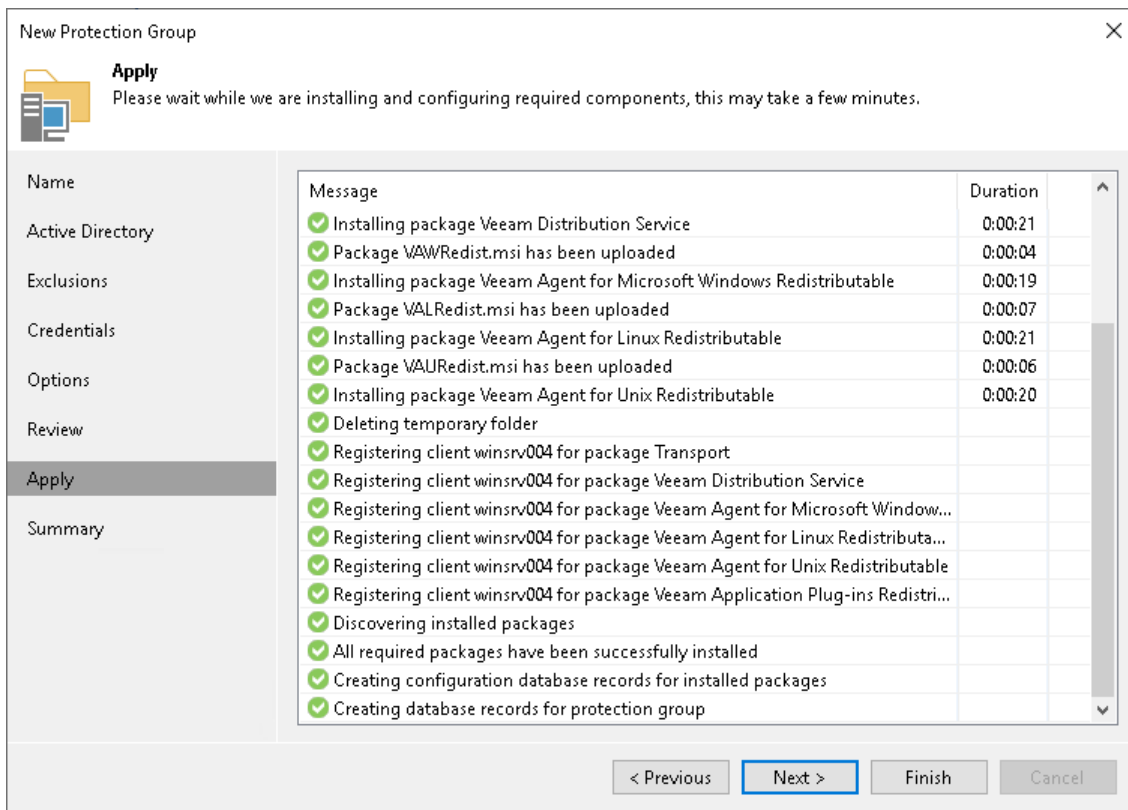 New Protection Group
Apply
Please wait while we are installing and configuring required components, this may take a few minutes.
Name
Active Directory
Exclusions
Credentials
Options
Review
Apply
Summary
Message Duration
Installing package Veeam Distribution Service 0:00:21
Package VAWRedist.msi has been uploaded 0:00:04
Installing package Veeam Agent for Microsoft Windows Redistributable 0:00:19
Package VALRedist.msi has been uploaded 0:00:07
Installing package Veeam Agent for Linux Redistributable 0:00:21
Package VAURedist.msi has been uploaded 0:00:06
Installing package Veeam Agent for Unix Redistributable 0:00:20
Deleting temporary folder
Registering client winsrv004 for package Transport
Registering client winsrv004 for package Veeam Distribution Service
Registering client winsrv004 for package Veeam Agent for Microsoft Window...
Registering client winsrv004 for package Veeam Agent for Linux Redistributa...
Registering client winsrv004 for package Veeam Agent for Unix Redistributable
Registering client winsrv004 for package Veeam Application Plug-ins Redistri...
Discovering installed packages
All required packages have been successfully installed
Creating configuration database records for installed packages
Creating database records for protection group
< Previous Next > Finish Cancel